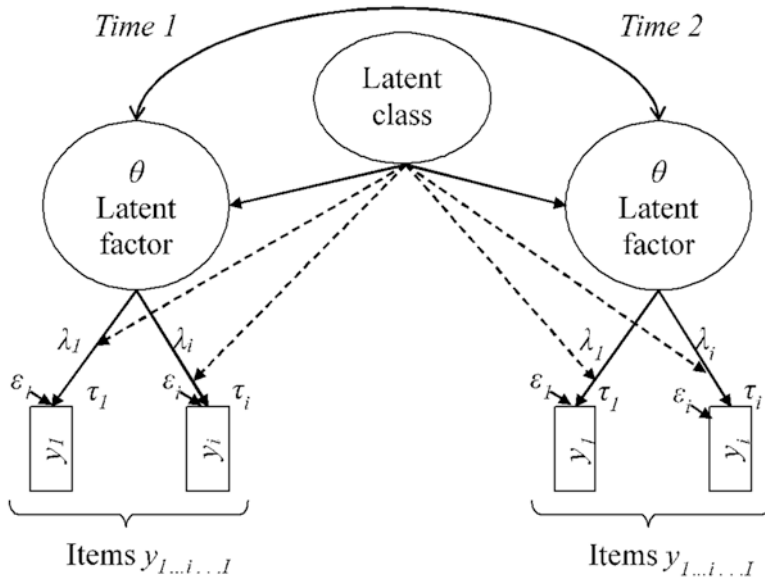 Time 1
Time 2
Latent
class
θ
Latent
factor
θ
Latent
factor
λ1
λi
λ1
λi
ε1
τ1
εi
τi
ε1
τ1
εi
τi
y1
yi
y1
yi
Items y1...i...I
Items y1...i...I